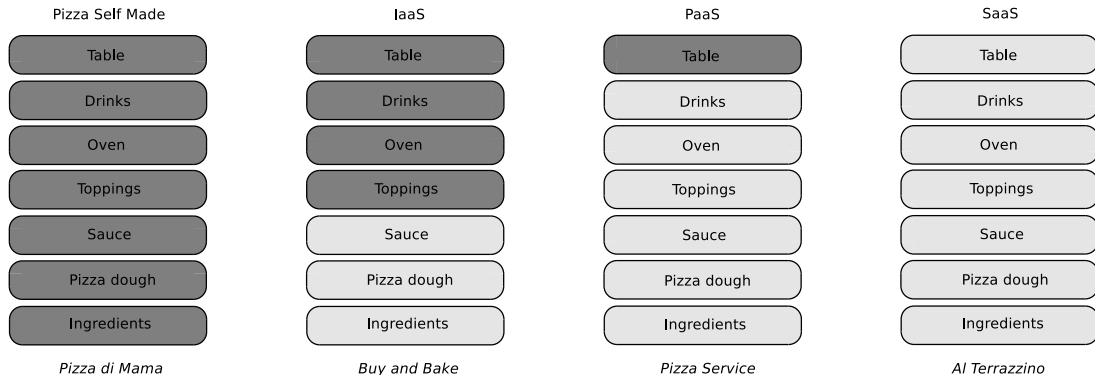 Pizza Self Made
IaaS
PaaS
SaaS
Table
Table
Table
Table
Drinks
Drinks
Drinks
Drinks
Oven
Oven
Oven
Oven
Toppings
Toppings
Toppings
Toppings
Sauce
Sauce
Sauce
Sauce
Pizza dough
Pizza dough
Pizza dough
Pizza dough
Ingredients
Ingredients
Ingredients
Ingredients
Pizza di Mama
Buy and Bake
Pizza Service
Al Terrazzino